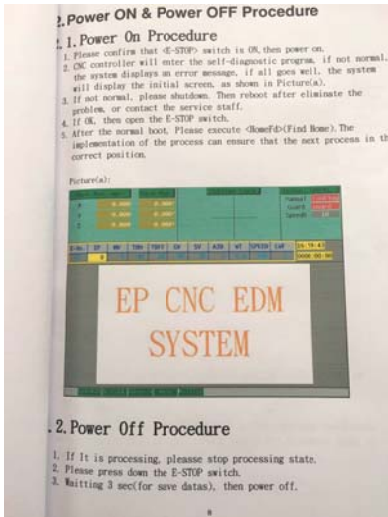 2. Power ON & Power OFF Procedure
2. 1. Power On Procedure
1. Please confirm that <E-STOP> switch is ON, then power on.
2. CNC controller will enter the self-diagnostic program, if not normal,
the system displays an error message, if all goes well, the system
will display the initial screen, as shown in Picture(a).
3. If not normal, please shutdown. Then reboot after eliminate the
problem, or contact the service staff.
4. If OK, then open the E-STOP switch.
5. After the normal boot. Please execute <HomeFd>(Find Home). The
implementation of the process can ensure that the next process in th
correct position.
Picture(a):
EP CNC EDM
SYSTEM
. 2. Power Off Procedure
1. If It is processing, pleasse stop processing state.
2. Please press down the E-STOP switch.
3. Waitting 3 sec(for save datas), then power off.
8